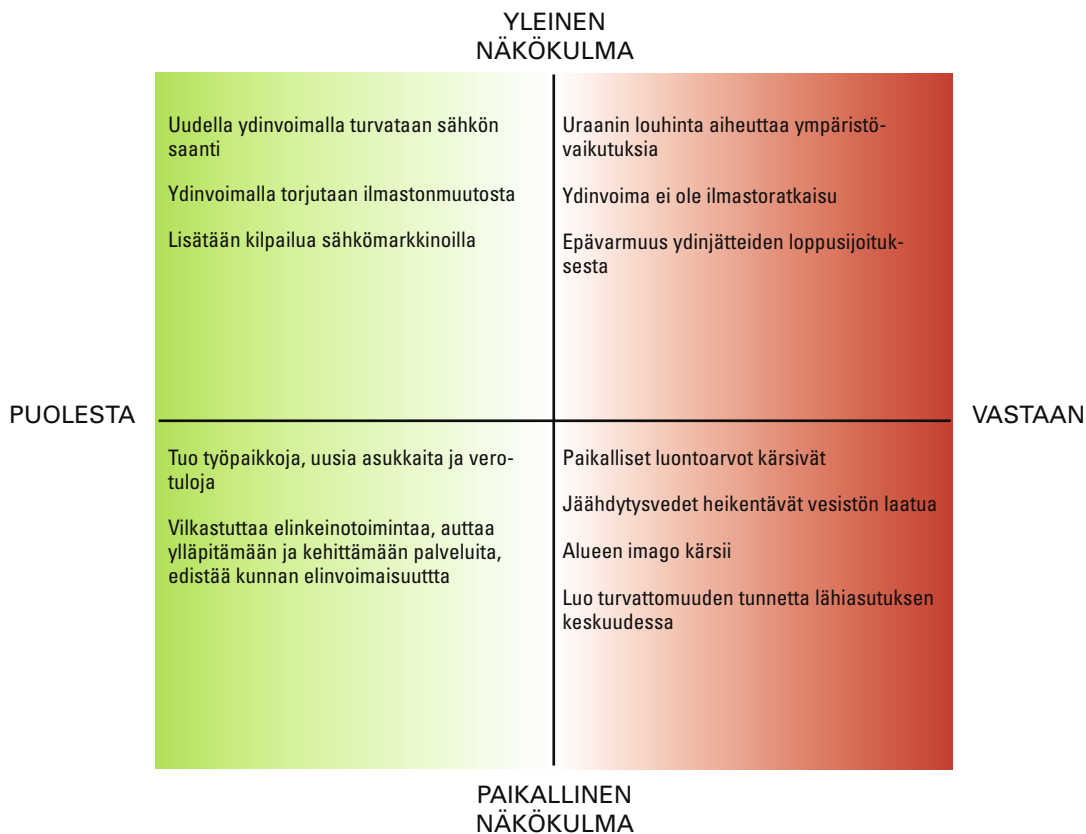 YLEINEN
NÄKÖKULMA
Uudella ydinvoimalla turvataan sähkön
saanti
Ydinvoimalla torjutaan ilmastonmuutosta
Lisätään kilpailua sähkömarkkinoilla
Uraanin louhinta aiheuttaa ympäristö-
vaikutuksia
Ydinvoima ei ole ilmastoratkaisu
Epävarmuus ydinjätteiden loppusijoituk-
sesta
PUOLESTA
VASTAAN
Tuo työpaikkoja, uusia asukkaita ja vero-
tuloja
Vilkastuttaa elinkeinotoimintaa, auttaa
ylläpitämään ja kehittämään palveluita,
edistää kunnan elinvoimaisuuttta
Paikalliset luontoarvot kärsivät
Jäähdytysvedet heikentävät vesistön laatua
Alueen imago kärsii
Luo turvattomuuden tunnetta lähiasutuksen
keskuudessa
PAIKALLINEN
NÄKÖKULMA